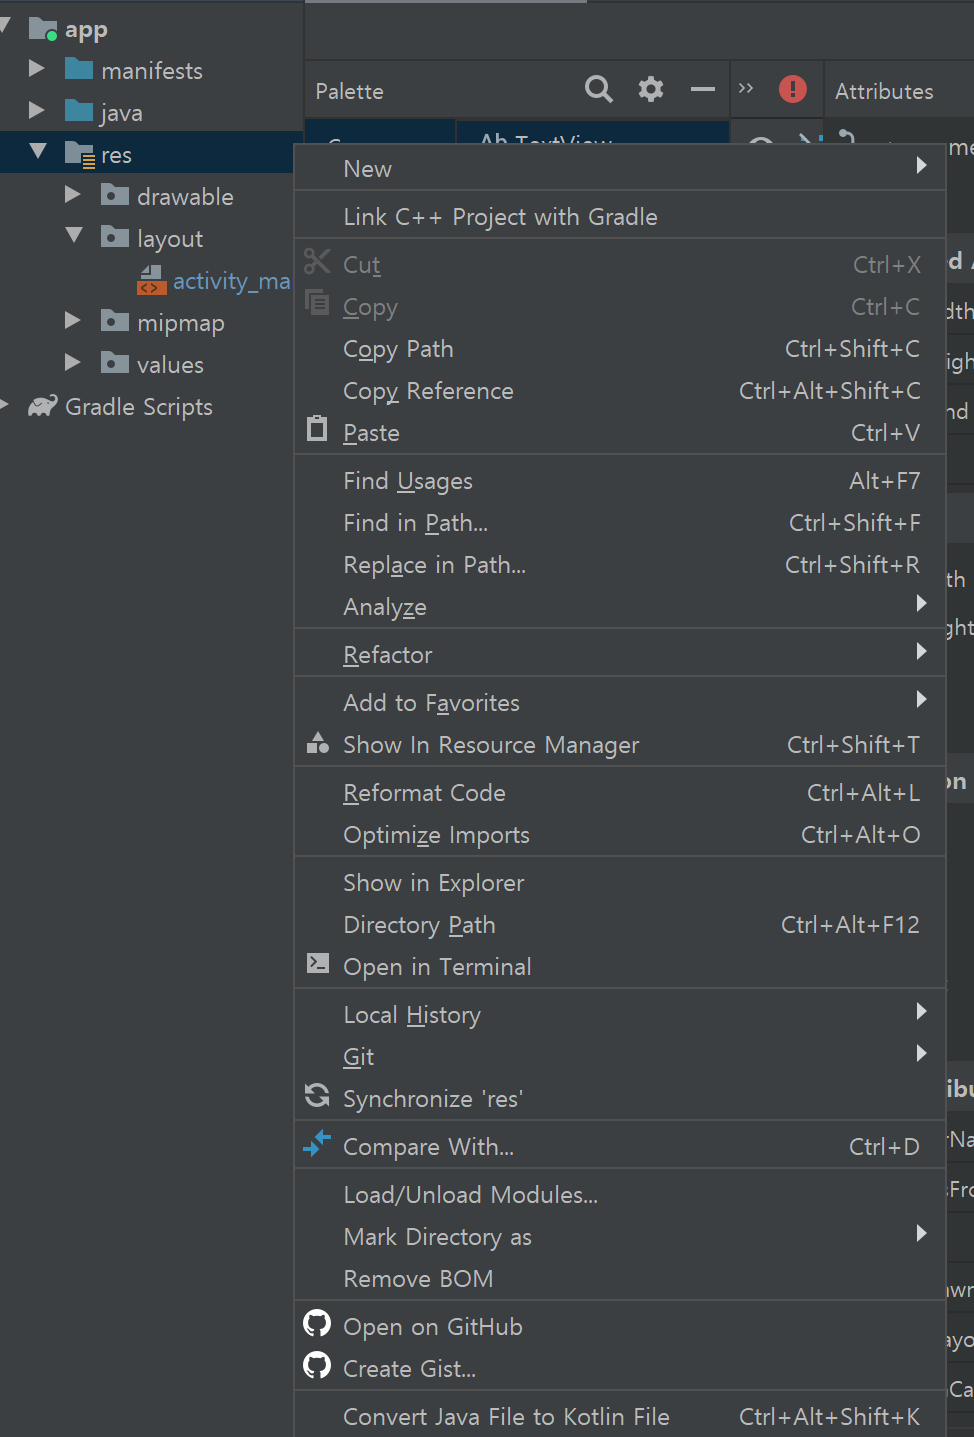 app
manifests
java
res
drawable
layout
activity_ma
mipmap
values
Gradle Scripts
Palette
Attributes
Ab TextView
New
Link C++ Project with Gradle
Cut Ctrl+X
Copy Ctrl+C
Copy Path Ctrl+Shift+C
Copy Reference Ctrl+Alt+Shift+C
Paste Ctrl+V
Find Usages Alt+F7
Find in Path... Ctrl+Shift+F
Replace in Path... Ctrl+Shift+R
Analyze
Refactor
Add to Favorites
Show In Resource Manager Ctrl+Shift+T
Reformat Code Ctrl+Alt+L
Optimize Imports Ctrl+Alt+O
Show in Explorer
Directory Path Ctrl+Alt+F12
Open in Terminal
Local History
Git
Synchronize 'res'
Compare With... Ctrl+D
Load/Unload Modules...
Mark Directory as
Remove BOM
Open on GitHub
Create Gist...
Convert Java File to Kotlin File Ctrl+Alt+Shift+K